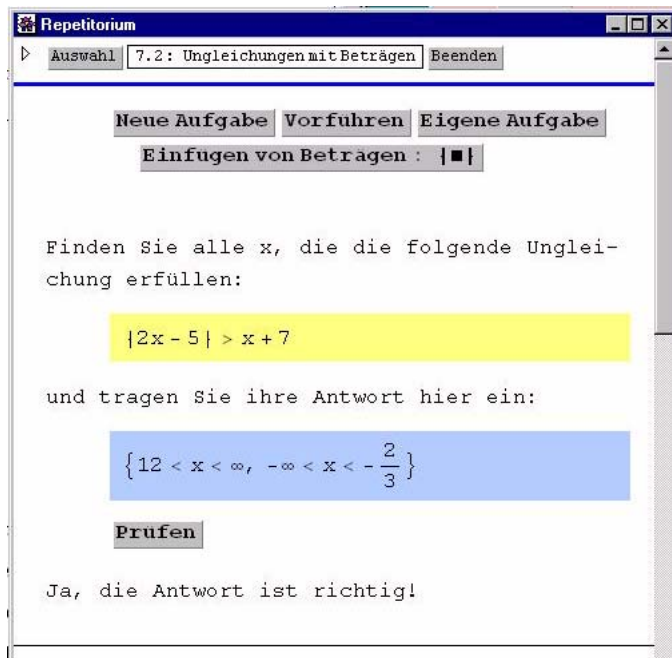 Repetitorium
Auswahl 7.2: Ungleichungen mit Beträgen Beenden
Neue Aufgabe Vorführen Eigene Aufgabe
Einfügen von Beträgen : |■|
Finden Sie alle x, die die folgende Unglei-
chung erfüllen:
|2x - 5| > x + 7
und tragen Sie ihre Antwort hier ein:
{12 < x < ∞, -∞ < x < -2/3}
Prüfen
Ja, die Antwort ist richtig!